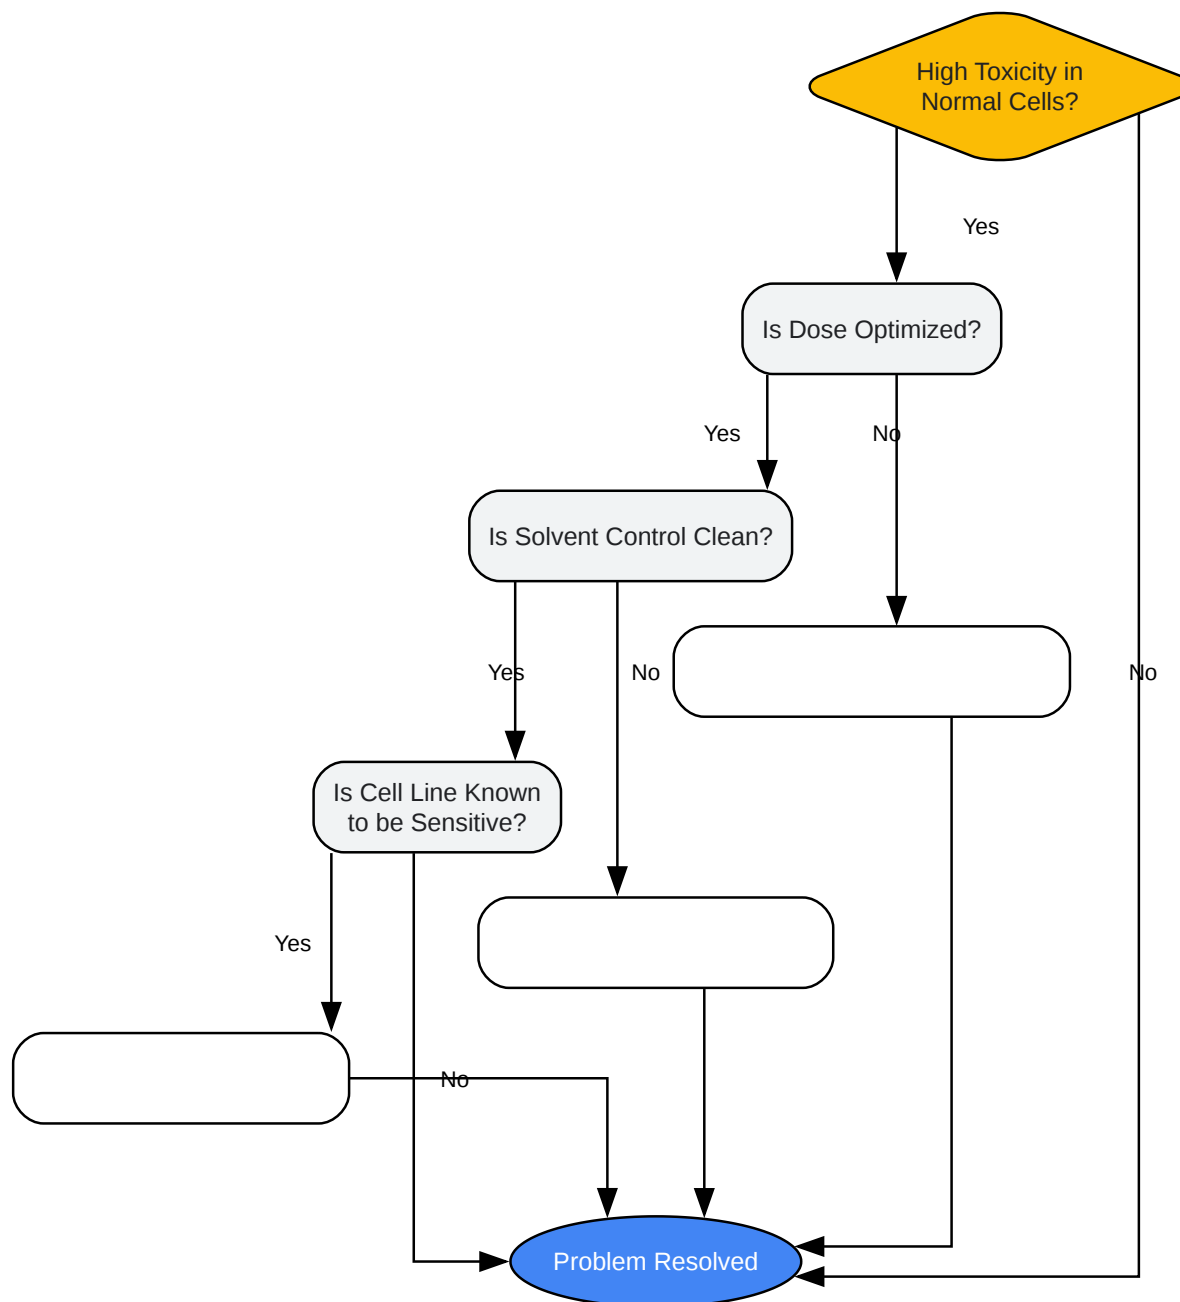 High Toxicity in
Normal Cells?
Yes
Is Dose Optimized?
Yes
No
Is Solvent Control Clean?
Yes
No
No
Is Cell Line Known
to be Sensitive?
Yes
No
Problem Resolved